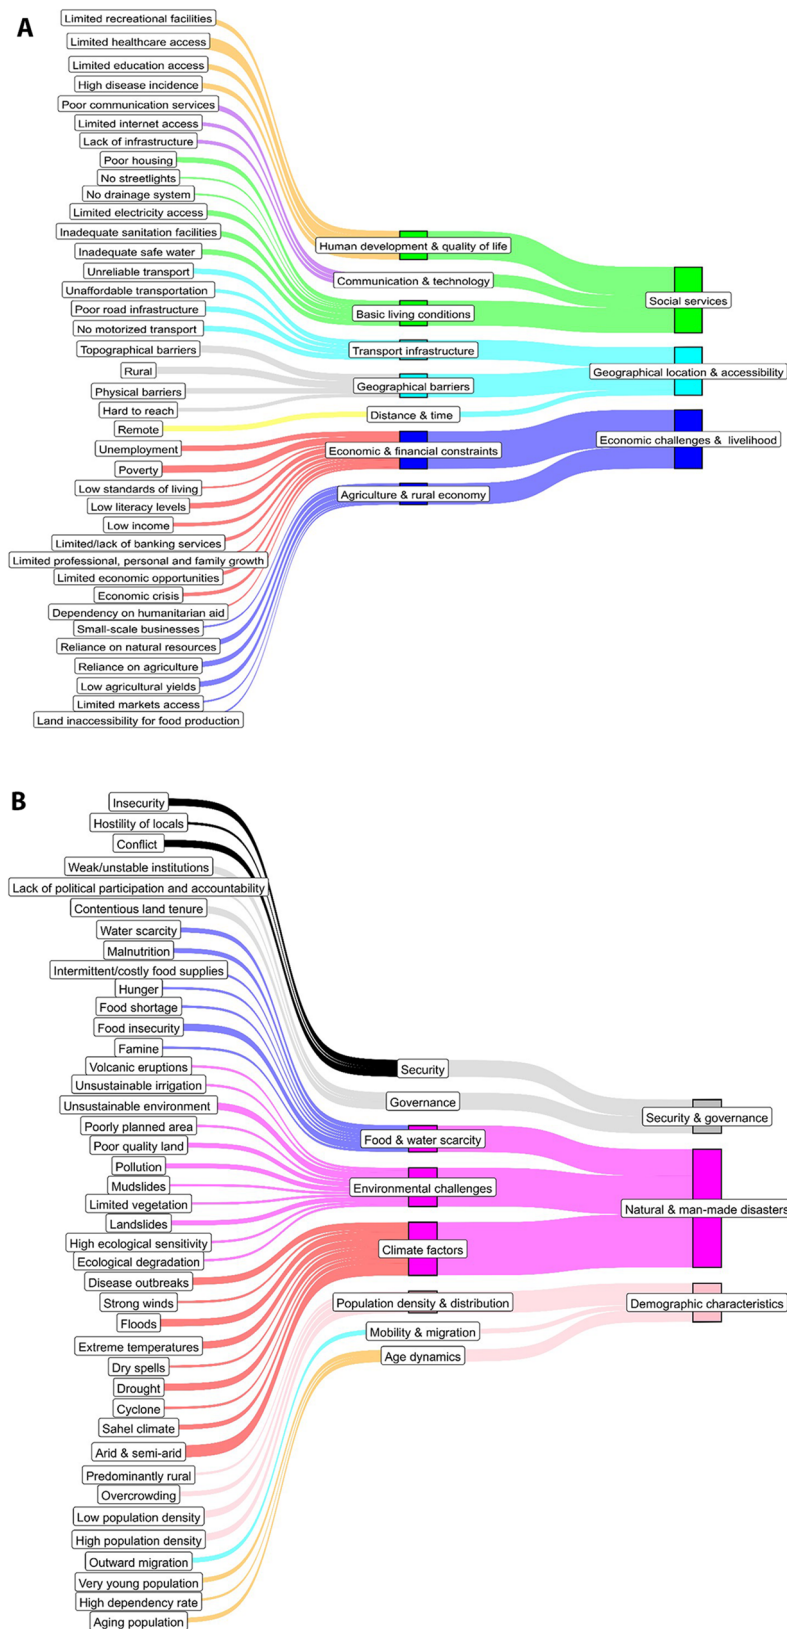 A
Limited recreational facilities
Limited healthcare access
Limited education access
High disease incidence
Poor communication services
Limited internet access
Lack of infrastructure
Poor housing
No streetlights
No drainage system
Limited electricity access
Inadequate sanitation facilities
Inadequate safe water
Unreliable transport
Unaffordable transportation
Poor road infrastructure
No motorized transport
Topographical barriers
Rural
Physical barriers
Hard to reach
Remote
Unemployment
Poverty
Low standards of living
Low literacy levels
Low income
Limited/lack of banking services
Limited professional, personal and family growth
Limited economic opportunities
Economic crisis
Dependency on humanitarian aid
Small-scale businesses
Reliance on natural resources
Reliance on agriculture
Low agricultural yields
Limited markets access
Land inaccessibility for food production
Human development & quality of life
Communication & technology
Basic living conditions
Transport infrastructure
Geographical barriers
Distance & time
Economic & financial constraints
Agriculture & rural economy
Social services
Geographical location & accessibility
Economic challenges & livelihood
B
Insecurity
Hostility of locals
Conflict
Weak/unstable institutions
Lack of political participation and accountability
Contentious land tenure
Water scarcity
Malnutrition
Intermittent/costly food supplies
Hunger
Food shortage
Food insecurity
Famine
Volcanic eruptions
Unsustainable irrigation
Unsustainable environment
Poorly planned area
Poor quality land
Pollution
Mudslides
Limited vegetation
Landslides
High ecological sensitivity
Ecological degradation
Disease outbreaks
Strong winds
Floods
Extreme temperatures
Dry spells
Drought
Cyclone
Sahel climate
Arid & semi-arid
Predominantly rural
Overcrowding
Low population density
High population density
Outward migration
Very young population
High dependency rate
Aging population
Security
Governance
Food & water scarcity
Environmental challenges
Climate factors
Population density & distribution
Mobility & migration
Age dynamics
Security & governance
Natural & man-made disasters
Demographic characteristics